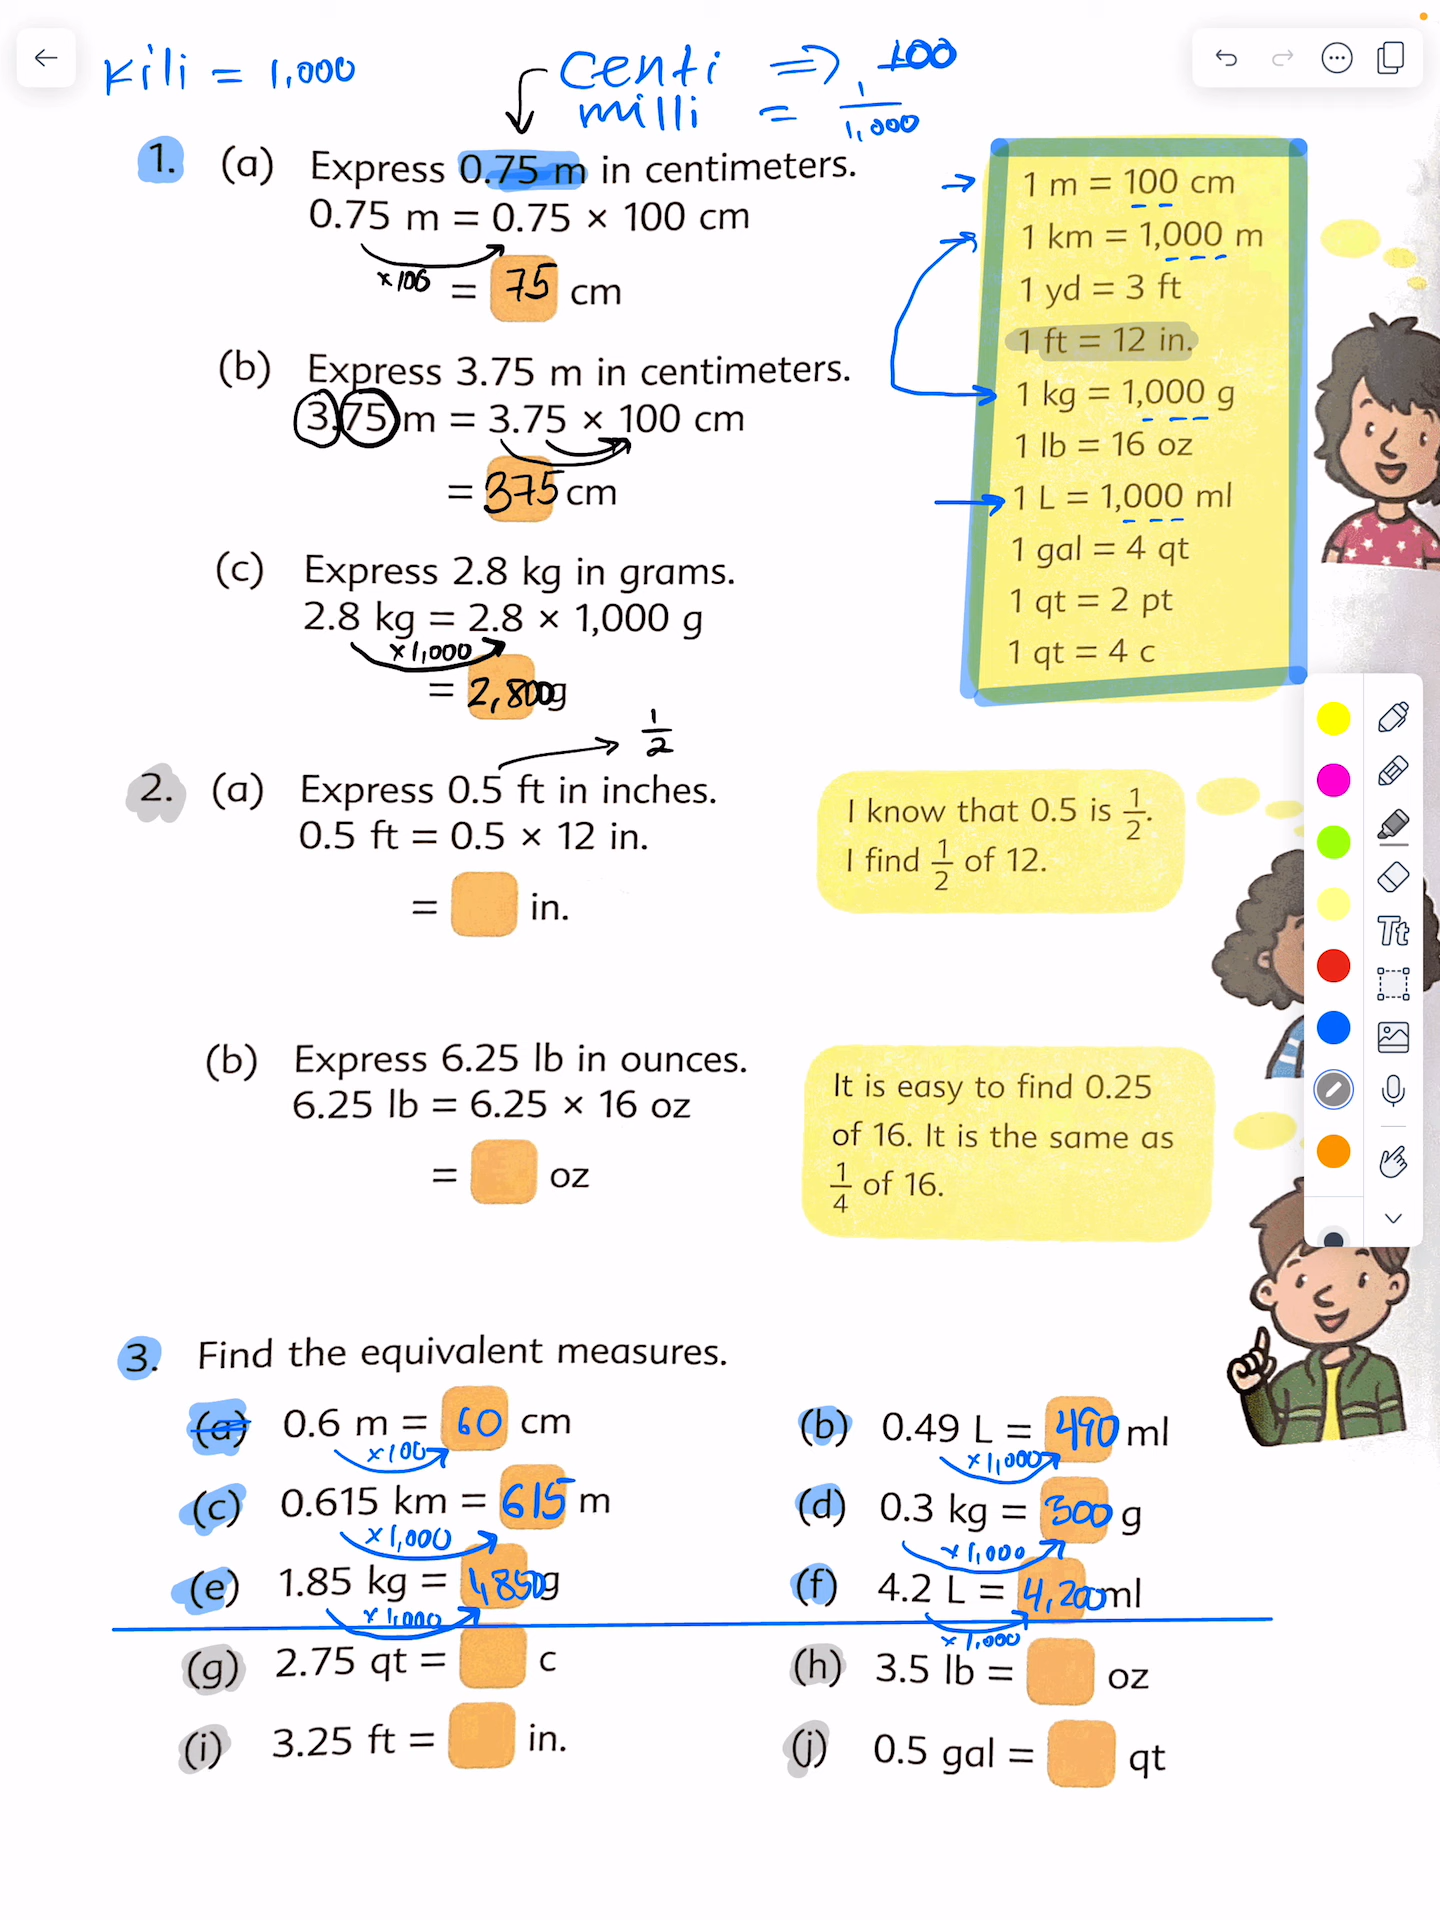 Kili = 1,000
centi => 100
milli = 1/1,000
1. (a) Express 0.75 m in centimeters.
0.75 m = 0.75 × 100 cm
×100
= 75 cm
(b) Express 3.75 m in centimeters.
3.75 m = 3.75 × 100 cm
= 375 cm
(c) Express 2.8 kg in grams.
2.8 kg = 2.8 × 1,000 g
×1,000
= 2,800 g
1 m = 100 cm
1 km = 1,000 m
1 yd = 3 ft
1 ft = 12 in.
1 kg = 1,000 g
1 lb = 16 oz
1 L = 1,000 ml
1 gal = 4 qt
1 qt = 2 pt
1 qt = 4 c
1/2
2. (a) Express 0.5 ft in inches.
0.5 ft = 0.5 × 12 in.
= in.
I know that 0.5 is 1/2.
I find 1/2 of 12.
(b) Express 6.25 lb in ounces.
6.25 lb = 6.25 × 16 oz
= oz
It is easy to find 0.25
of 16. It is the same as
1/4 of 16.
Tt
3. Find the equivalent measures.
(a) 0.6 m = 60 cm
×100
(b) 0.49 L = 490 ml
×1,000
(c) 0.615 km = 615 m
×1,000
(d) 0.3 kg = 300 g
×1,000
(e) 1.85 kg = 1,850 g
×1,000
(f) 4.2 L = 4,200 ml
×1,000
(g) 2.75 qt = c
(h) 3.5 lb = oz
(i) 3.25 ft = in.
(j) 0.5 gal = qt